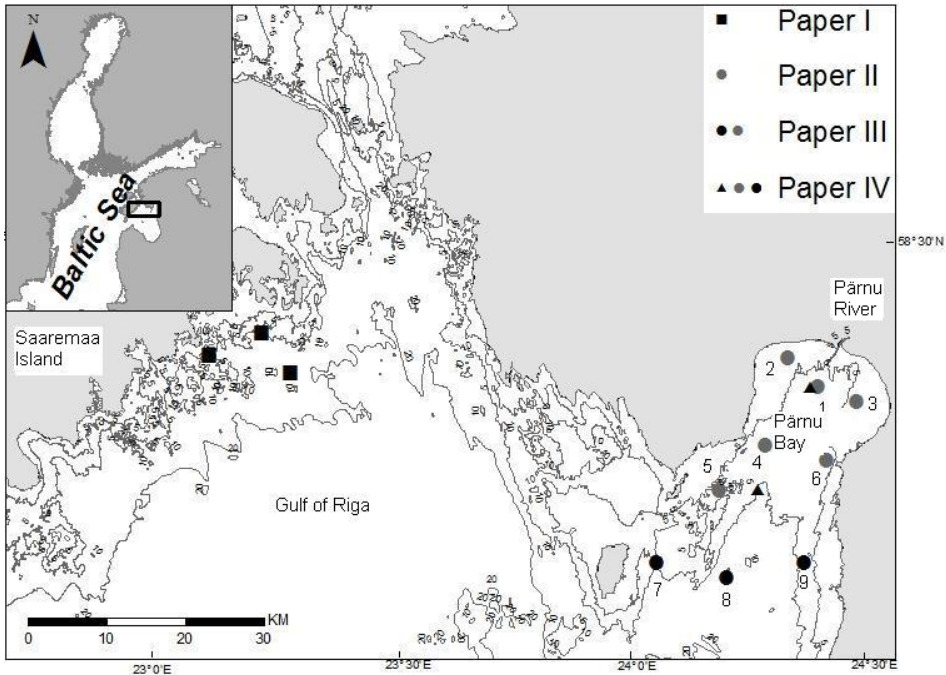 N
Baltic Sea
Paper I
Paper II
Paper III
Paper IV
58°30'N
Pärnu
River
Saaremaa
Island
2
1
3
Pärnu
Bay
4
5
6
Gulf of Riga
7
8
9
0 10 20 30 KM
23°0'E
23°30'E
24°0'E
24°30'E